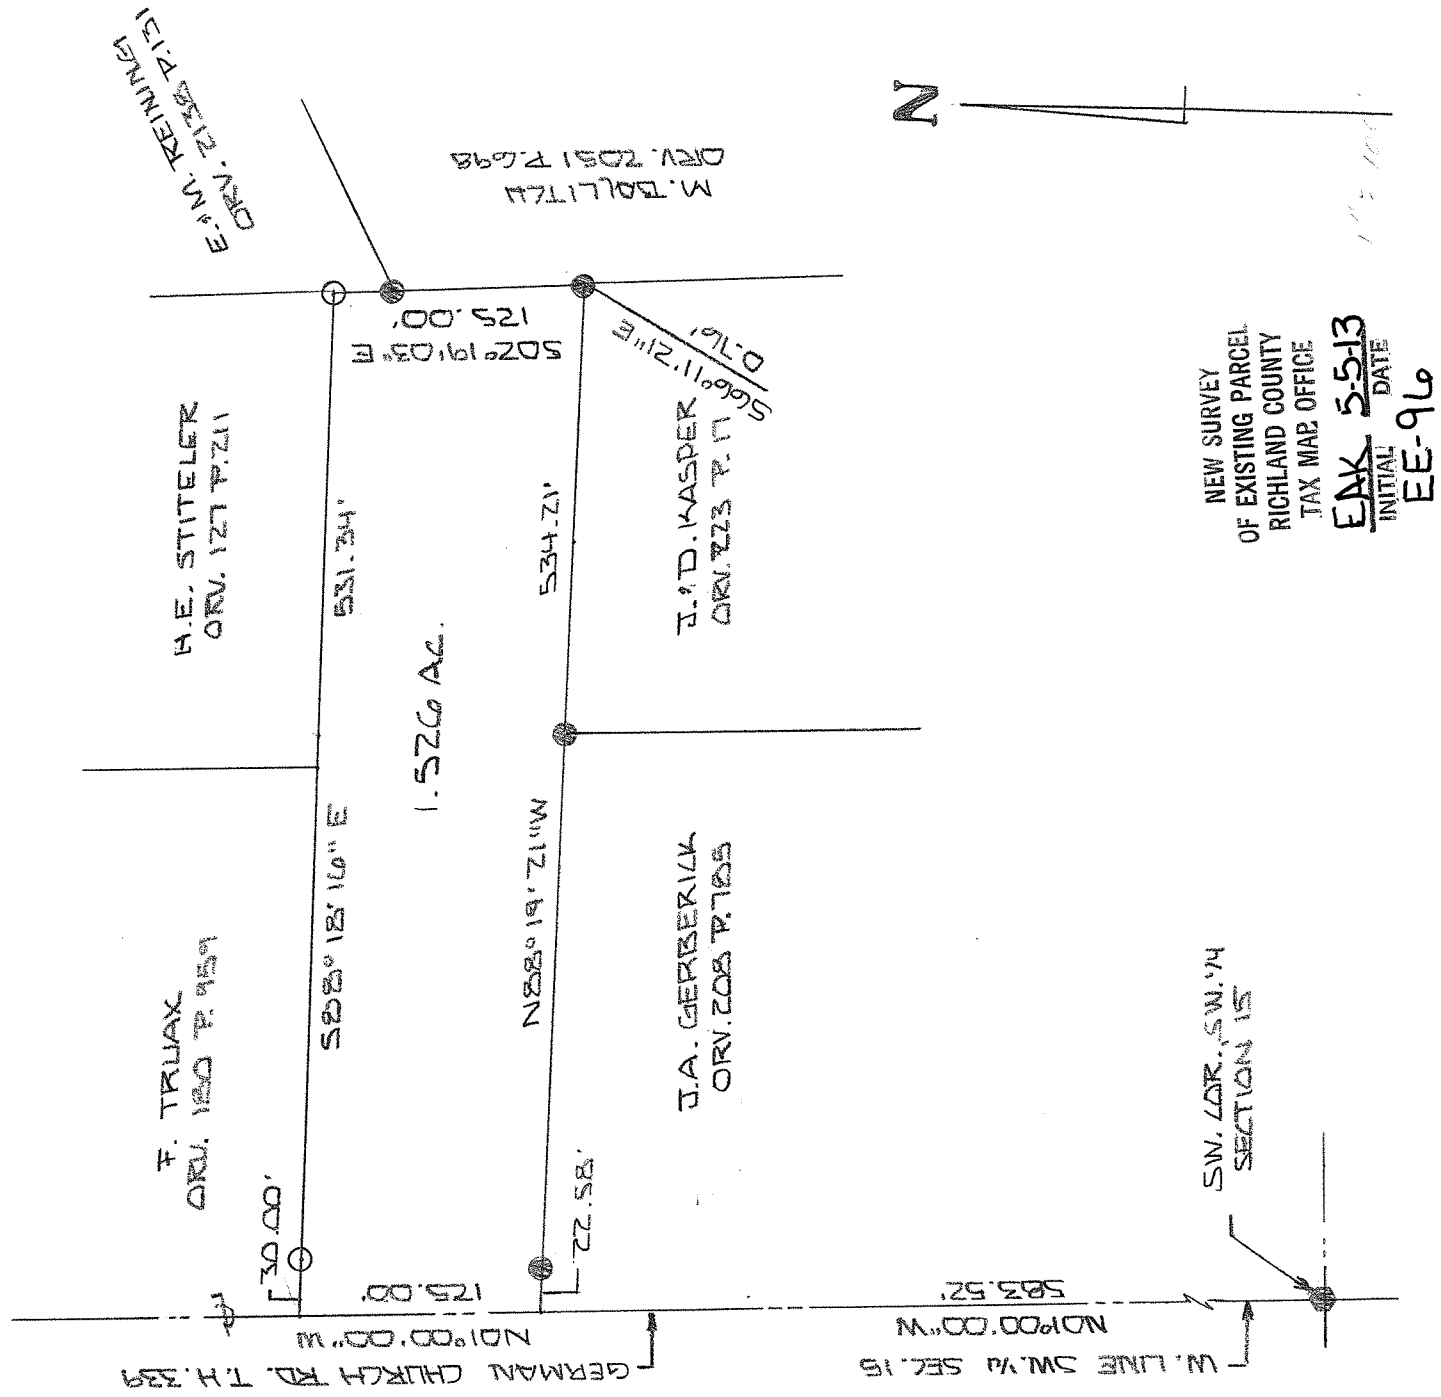 E. & M. REINING
ORV. 2138 P.131
M. BOLLITCH
ORV. 2051 P.698
N
125.00'
S02°19'03"E
S66°11'21"E
0.76'
H.E. STITELER
ORV. 127 P.211
531.34'
534.21'
J. & D. KASPER
ORV. 223 P. 17
1.526 AC.
F. TRUAX
ORV. 180 P. 959
S88°18'16"E
N88°19'21"W
J.A. GERBERICK
ORV. 208 P. 785
30.00'
22.58'
125.00'
N01°00'00"W
GERMAN CHURCH RD. T.H. 339
583.52'
N01°00'00"W
W. LINE SW. 1/4 SEC. 15
SW. COR., SW. 1/4
SECTION 15
NEW SURVEY
OF EXISTING PARCEL
RICHLAND COUNTY
TAX MAP OFFICE
EAK 5-5-13
INITIAL DATE
EE-96